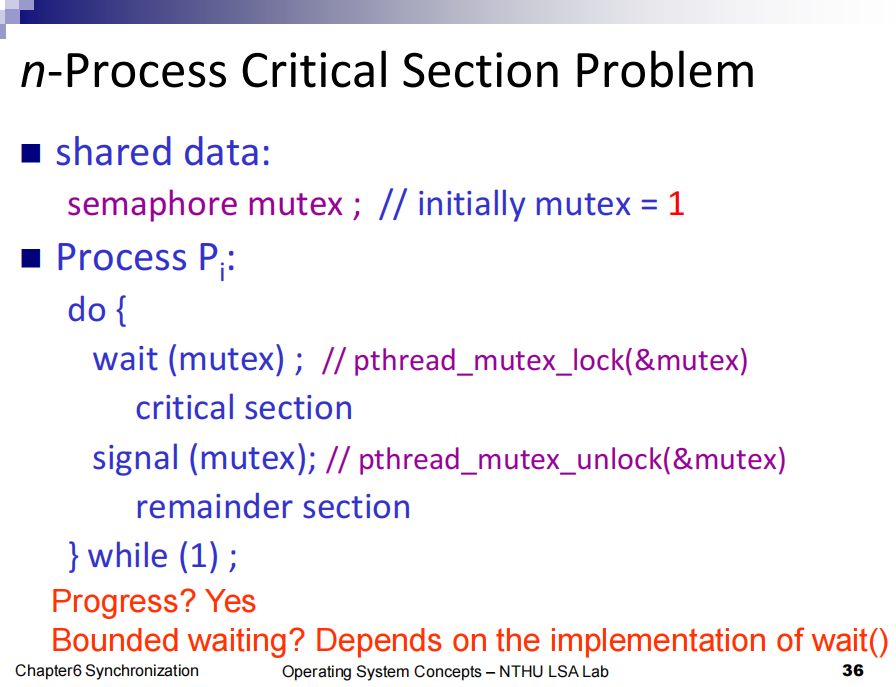 n-Process Critical Section Problem
shared data:
semaphore mutex ; // initially mutex = 1
Process Pi:
do {
wait (mutex) ; // pthread_mutex_lock(&mutex)
critical section
signal (mutex); // pthread_mutex_unlock(&mutex)
remainder section
} while (1) ;
Progress? Yes
Bounded waiting? Depends on the implementation of wait()
Chapter6 Synchronization Operating System Concepts – NTHU LSA Lab 36